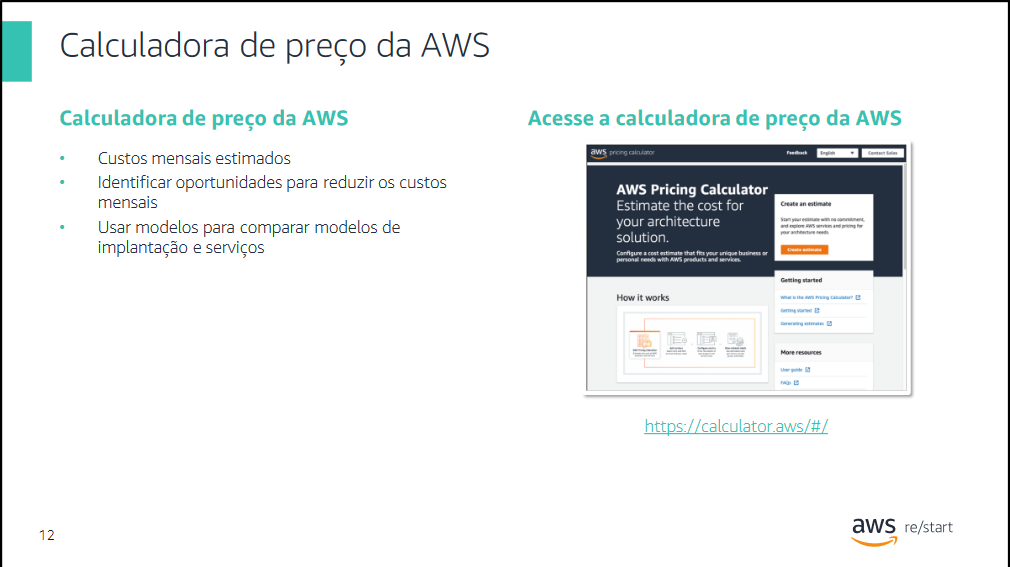 Calculadora de preço da AWS
Calculadora de preço da AWS
• Custos mensais estimados
• Identificar oportunidades para reduzir os custos
mensais
• Usar modelos para comparar modelos de
implantação e serviços
Acesse a calculadora de preço da AWS
aws pricing calculator
Feedback
English
Contact Sales
AWS Pricing Calculator
Estimate the cost for
your architecture
solution.
Configure a cost estimate that fits your unique business or
personal needs with AWS products and services.
Create an estimate
Start your estimate with no commitment,
and explore AWS services and pricing for
your architecture needs.
Create estimate
Getting started
What is the AWS Pricing Calculator?
Getting started
Generating estimates
How it works
More resources
User guide
FAQs
https://calculator.aws/#/
12
aws re/start